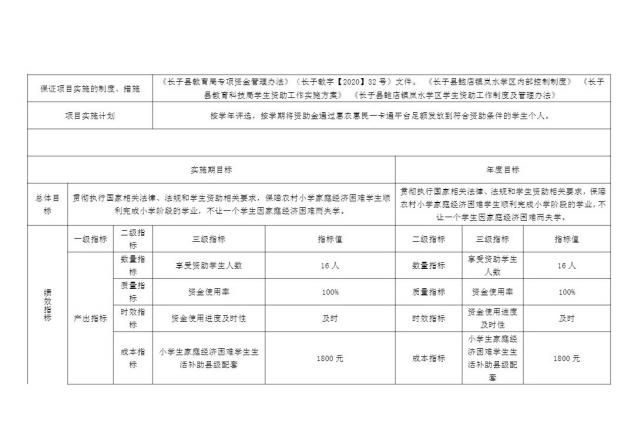 保证项目实施的制度、措施
《长子县教育局专项资金管理办法》（长子教字【2020】32号）文件。 《长子县鲍店镇岚水学区内部控制制度》 《长子
县教育科技局学生资助工作实施方案》 《长子县鲍店镇岚水学区学生资助工作制度及管理办法》
项目实施计划
按学年评选，按学期将资助金通过惠农惠民一卡通平台足额发放到符合资助条件的学生个人。
实施期目标
年度目标
总体目
标
贯彻执行国家相关法律、法规和学生资助相关要求，保障农村小学家庭经济困难学生顺
利完成小学阶段的学业，不让一个学生因家庭经济困难而失学。
贯彻执行国家相关法律、法规和学生资助相关要求，保障
农村小学家庭经济困难学生顺利完成小学阶段的学业，不
让一个学生因家庭经济困难而失学。
绩
效
指
标
一级指标
二级指
标
三级指标
指标值
二级指标
三级指标
指标值
产出指标
数量指
标
享受资助学生人数
16人
数量指标
享受资助学生
人数
16人
质量指
标
资金使用率
100%
质量指标
资金使用率
100%
时效指
标
资金使用进度及时性
及时
时效指标
资金使用进度
及时性
及时
成本指
标
小学生家庭经济困难学生生
活补助县级配套
1800元
成本指标
小学生家庭经
济困难学生生
活补助县级配
套
1800元